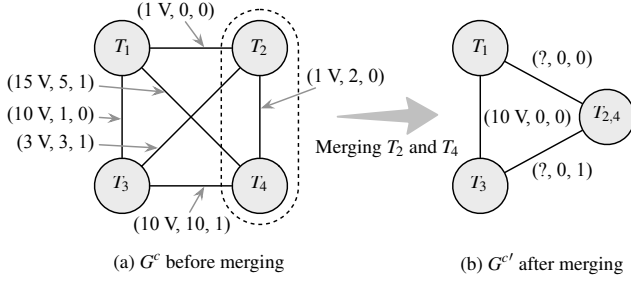 (1 V, 0, 0)
T1
T2
(15 V, 5, 1)
(10 V, 1, 0)
(3 V, 3, 1)
(1 V, 2, 0)
T3
T4
(10 V, 10, 1)
Merging T2 and T4
T1
(?, 0, 0)
(10 V, 0, 0)
T2,4
T3
(?, 0, 1)
(a) G^c before merging
(b) G^c′ after merging